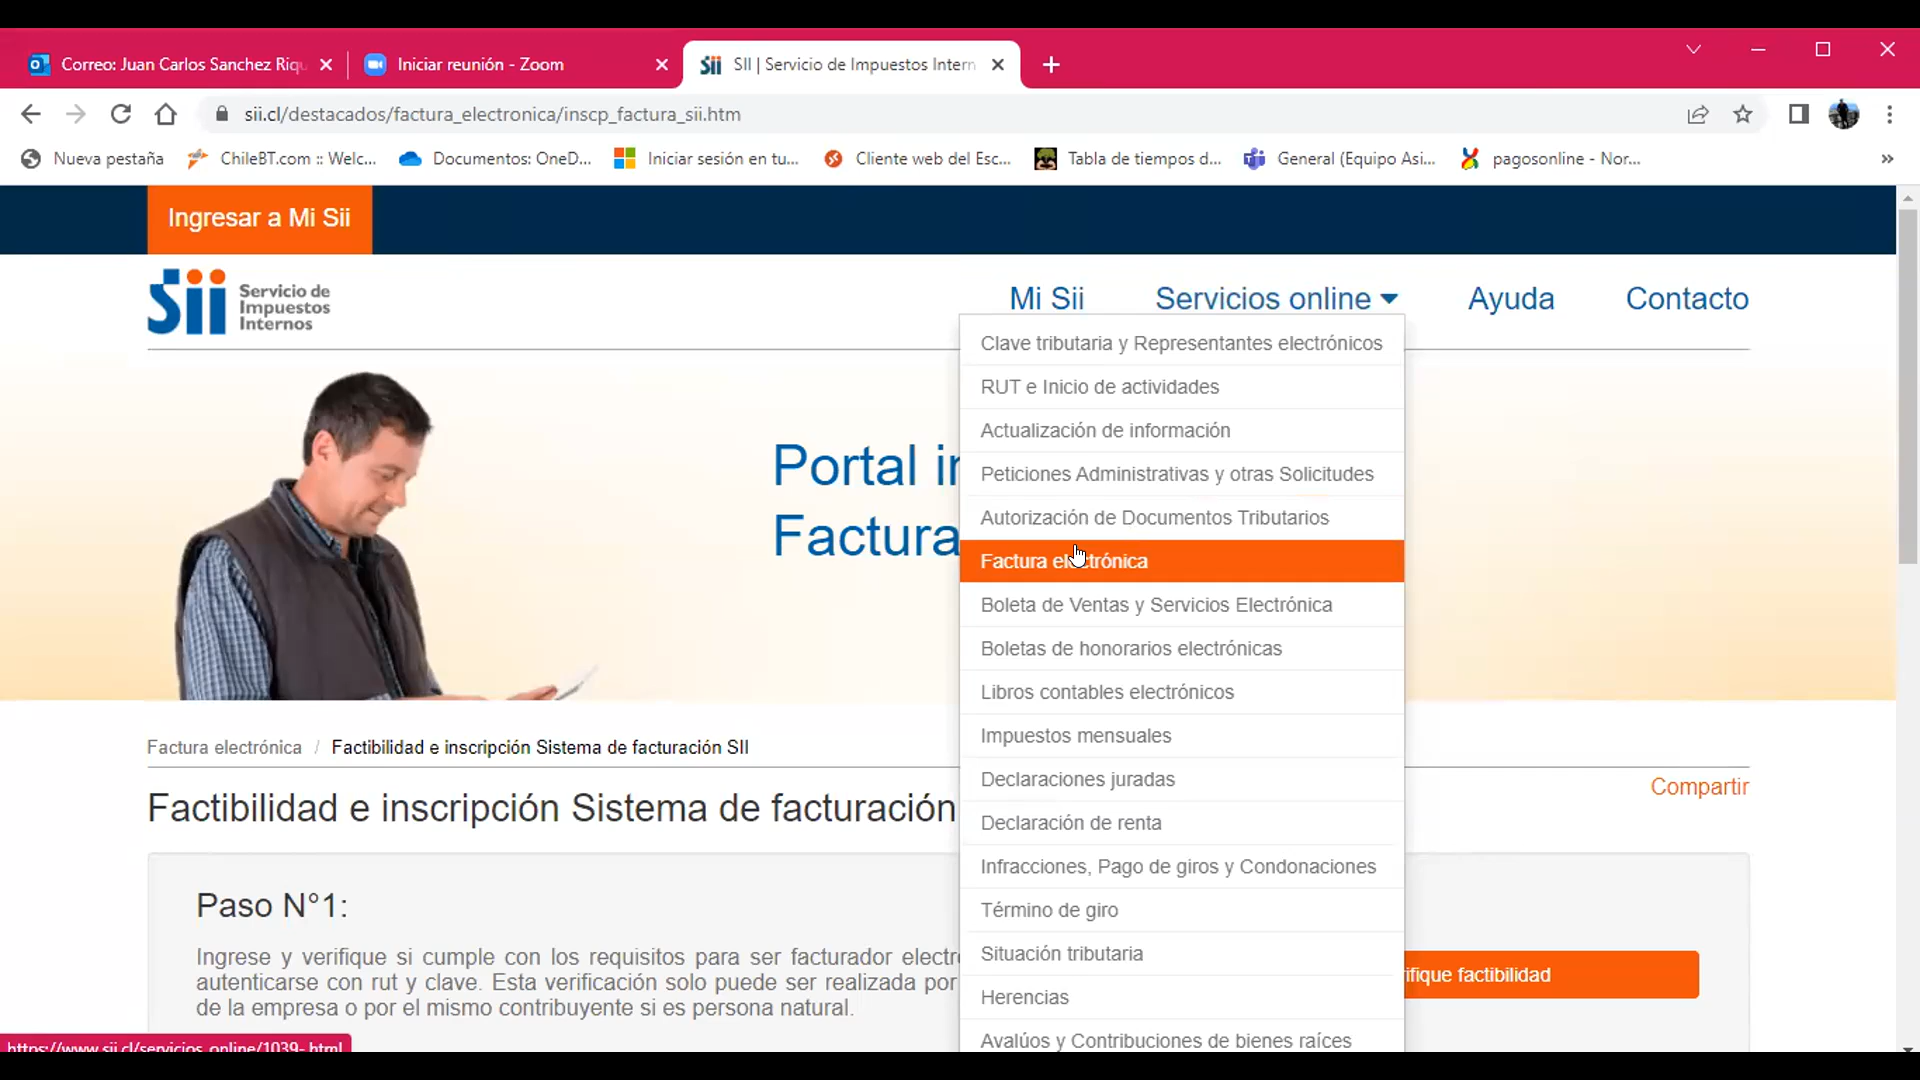 Correo: Juan Carlos Sanchez Riqu
Iniciar reunión - Zoom
SII | Servicio de Impuestos Intern
sii.cl/destacados/factura_electronica/inscp_factura_sii.htm
Nueva pestaña
ChileBT.com :: Welc...
Documentos: OneD...
Iniciar sesión en tu...
Cliente web del Esc...
Tabla de tiempos d...
General (Equipo Asi...
pagosonline - Nor...
»
Ingresar a Mi Sii
Sii Servicio de
Impuestos
Internos
Mi Sii
Servicios online
Ayuda
Contacto
Clave tributaria y Representantes electrónicos
RUT e Inicio de actividades
Actualización de información
Peticiones Administrativas y otras Solicitudes
Autorización de Documentos Tributarios
Factura electrónica
Boleta de Ventas y Servicios Electrónica
Boletas de honorarios electrónicas
Libros contables electrónicos
Impuestos mensuales
Declaraciones juradas
Declaración de renta
Infracciones, Pago de giros y Condonaciones
Término de giro
Situación tributaria
Herencias
Avalúos y Contribuciones de bienes raíces
Portal in
Factura
Factura electrónica / Factibilidad e inscripción Sistema de facturación SII
Compartir
Factibilidad e inscripción Sistema de facturación
Paso N°1:
Ingrese y verifique si cumple con los requisitos para ser facturador electr
autenticarse con rut y clave. Esta verificación solo puede ser realizada por
de la empresa o por el mismo contribuyente si es persona natural.
ifique factibilidad
https://www.sii.cl/servicios_online/1039-.html